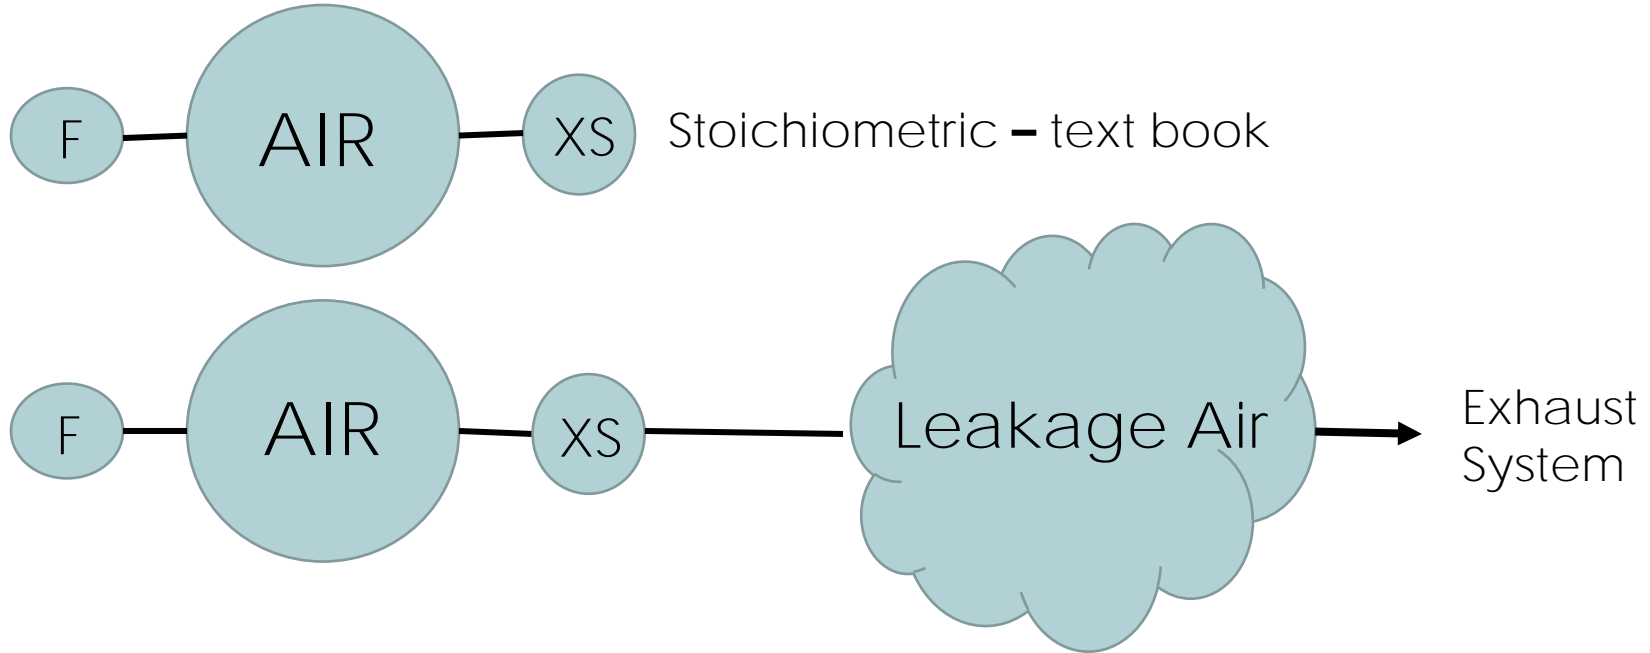 F
AIR
XS
Stoichiometric – text book
F
AIR
XS
Leakage Air
Exhaust
System